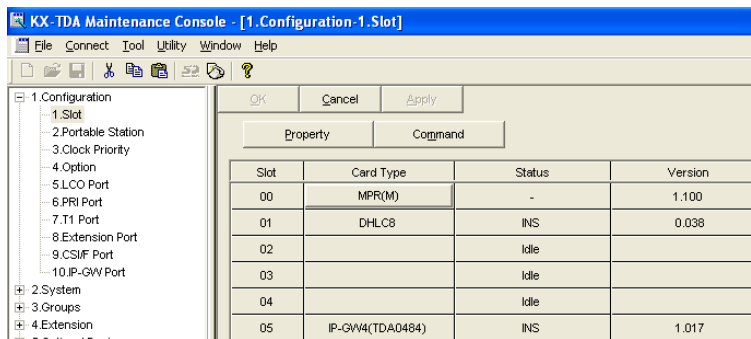 KX-TDA Maintenance Console - [1.Configuration-1.Slot]
File Connect Tool Utility Window Help
1.Configuration
1.Slot
2.Portable Station
3.Clock Priority
4.Option
5.LCO Port
6.PRI Port
7.T1 Port
8.Extension Port
9.CSI/F Port
10.IP-GW Port
2.System
3.Groups
4.Extension
OK Cancel Apply
Property Command
Slot Card Type Status Version
00 MPR(M) - 1.100
01 DHLC8 INS 0.038
02 Idle
03 Idle
04 Idle
05 IP-GW4(TDA0484) INS 1.017